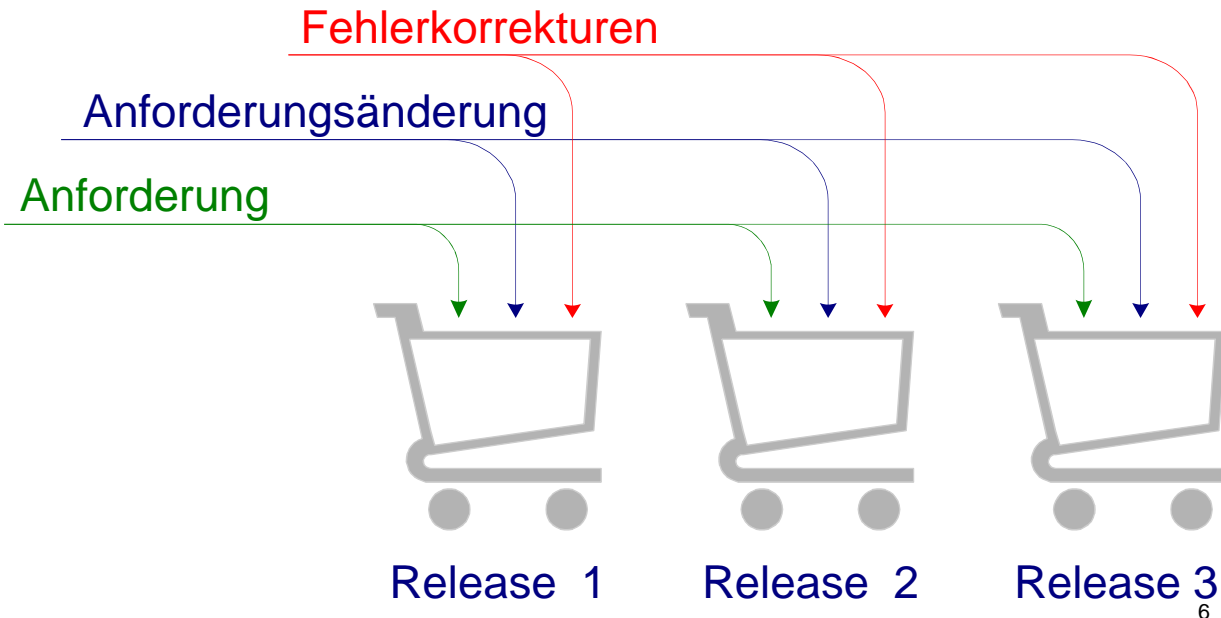 Fehlerkorrekturen
Anforderungsänderung
Anforderung
Release 1
Release 2
Release 3
6